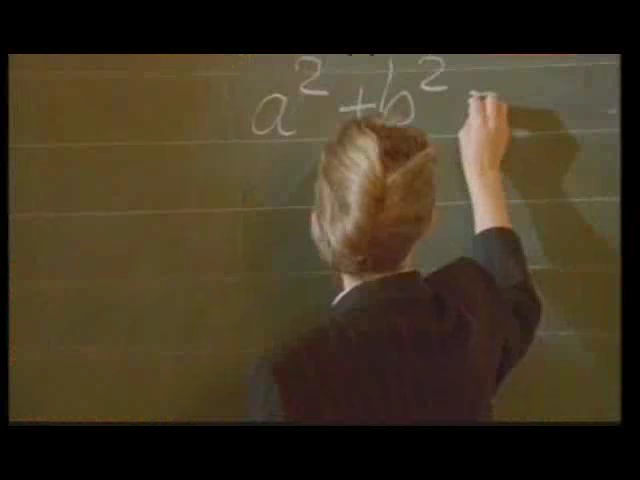 a² + b² =